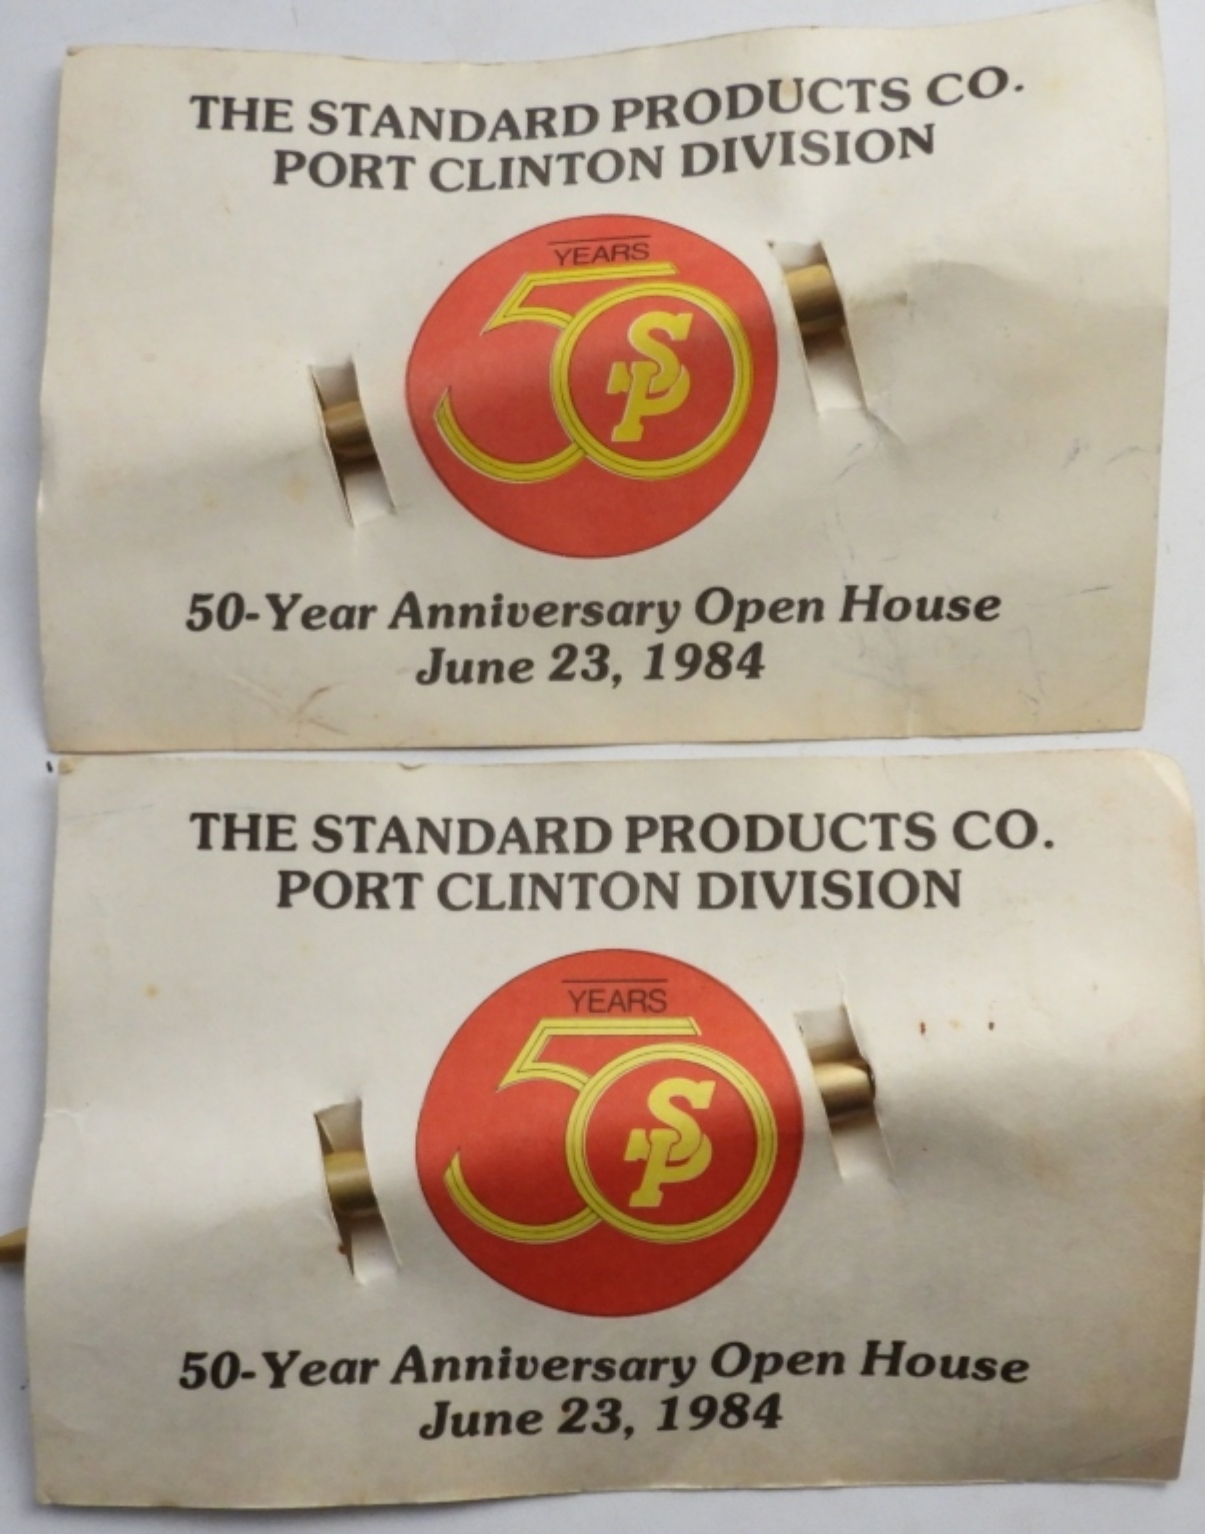 THE STANDARD PRODUCTS CO.
PORT CLINTON DIVISION
YEARS
50
SP
50-Year Anniversary Open House
June 23, 1984
THE STANDARD PRODUCTS CO.
PORT CLINTON DIVISION
YEARS
50
SP
50-Year Anniversary Open House
June 23, 1984